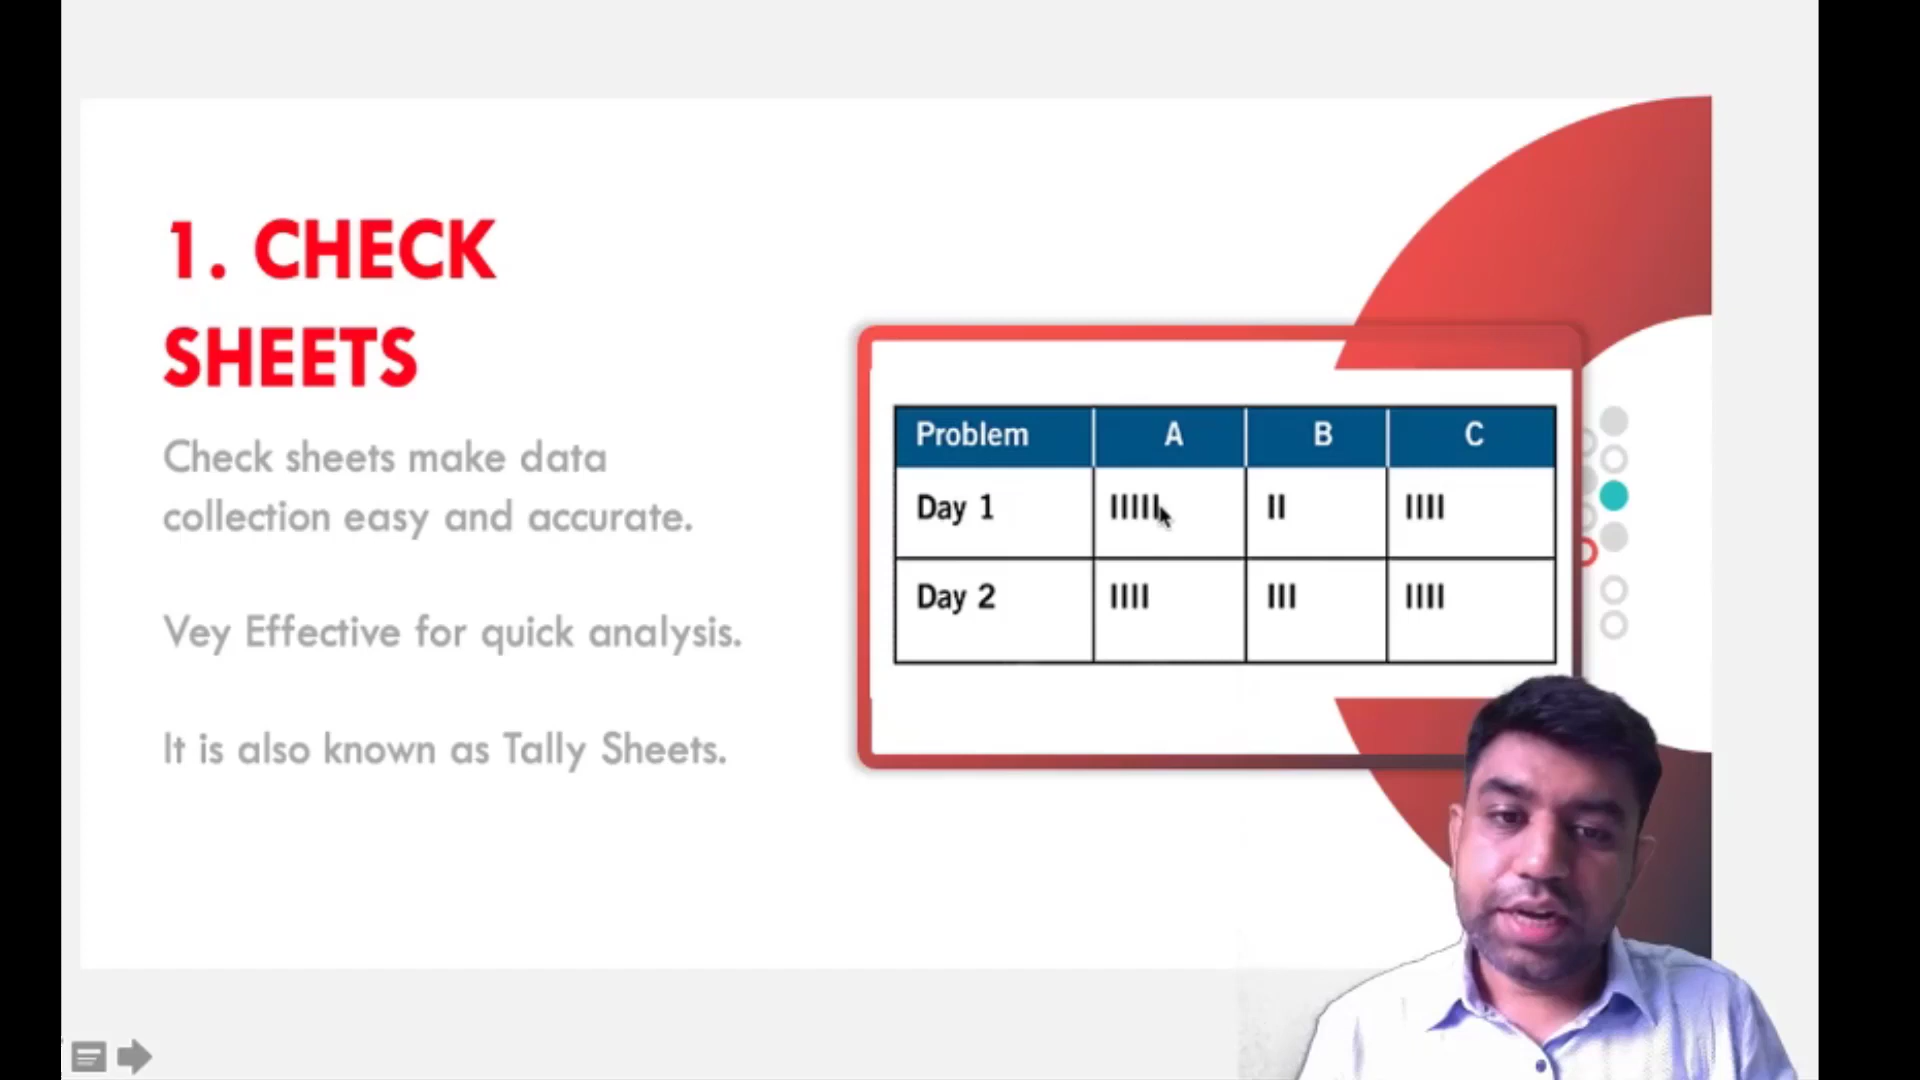 1. CHECK
SHEETS
Check sheets make data
collection easy and accurate.
Vey Effective for quick analysis.
It is also known as Tally Sheets.
Problem A B C
Day 1 IIIII II IIII
Day 2 IIII III IIII